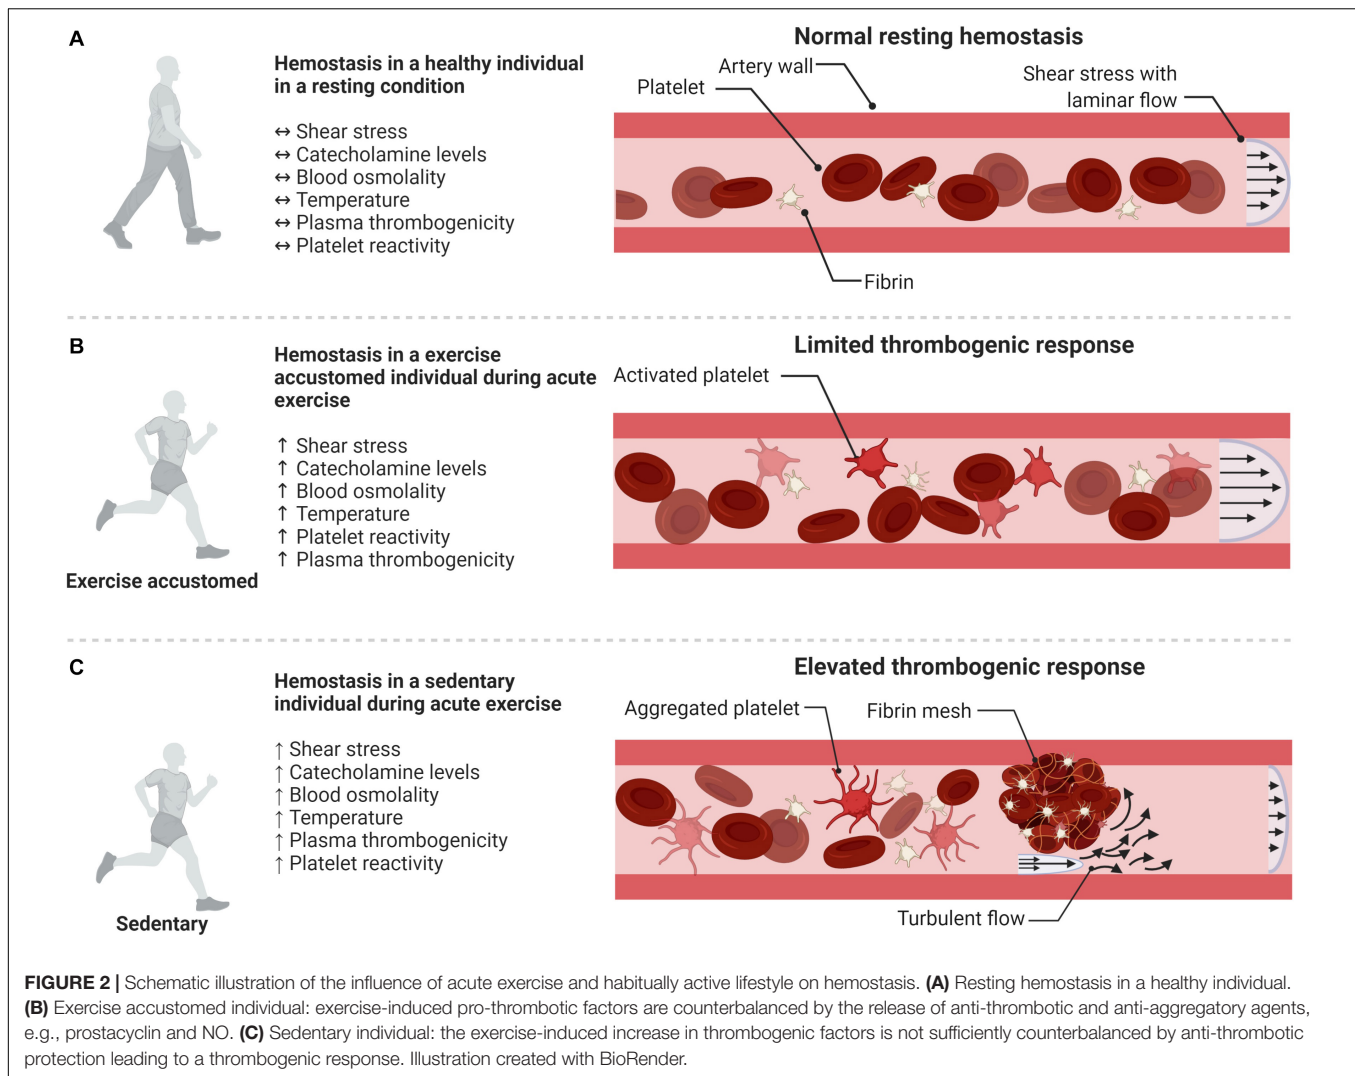 A
Hemostasis in a healthy individual
in a resting condition
↔ Shear stress
↔ Catecholamine levels
↔ Blood osmolality
↔ Temperature
↔ Plasma thrombogenicity
↔ Platelet reactivity
Normal resting hemostasis
Artery wall
Platelet
Shear stress with
laminar flow
Fibrin
B
Hemostasis in a exercise
accustomed individual during acute
exercise
↑ Shear stress
↑ Catecholamine levels
↑ Blood osmolality
↑ Temperature
↑ Platelet reactivity
↑ Plasma thrombogenicity
Exercise accustomed
Limited thrombogenic response
Activated platelet
C
Hemostasis in a sedentary
individual during acute exercise
↑ Shear stress
↑ Catecholamine levels
↑ Blood osmolality
↑ Temperature
↑ Plasma thrombogenicity
↑ Platelet reactivity
Sedentary
Elevated thrombogenic response
Aggregated platelet
Fibrin mesh
Turbulent flow
FIGURE 2 | Schematic illustration of the influence of acute exercise and habitually active lifestyle on hemostasis. (A) Resting hemostasis in a healthy individual.
(B) Exercise accustomed individual: exercise-induced pro-thrombotic factors are counterbalanced by the release of anti-thrombotic and anti-aggregatory agents,
e.g., prostacyclin and NO. (C) Sedentary individual: the exercise-induced increase in thrombogenic factors is not sufficiently counterbalanced by anti-thrombotic
protection leading to a thrombogenic response. Illustration created with BioRender.